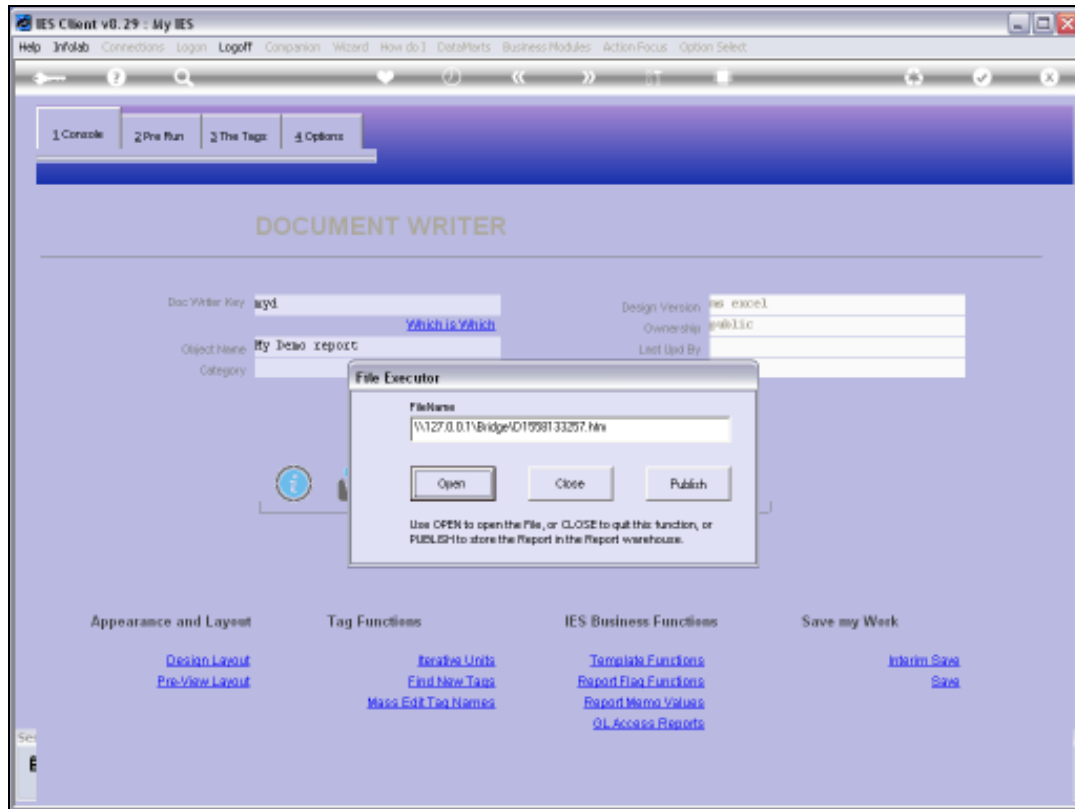 IES Client v8.29 : My IES
Help Infolab Connections Logon Logoff Companion Wizard How do I DataMarts Business Modules Action Focus Option Select
1 Console 2 Pre Run 3 The Tags 4 Options
DOCUMENT WRITER
Doc Writer Key myd
Design Version ms excel
Which is Which
Ownership public
Object Name My Demo report
Last Upd By
Category
File Executor
FileName
\\127.0.0.1\Bridge\D1558133257.htm
Open Close Publish
Use OPEN to open the File, or CLOSE to quit this function, or
PUBLISH to store the Report in the Report warehouse.
Appearance and Layout Tag Functions IES Business Functions Save my Work
Design Layout Iterative Units Template Functions Interim Save
Pre-View Layout Find New Tags Report Flag Functions Save
Mass Edit Tag Names Report Memo Values
GL Access Reports